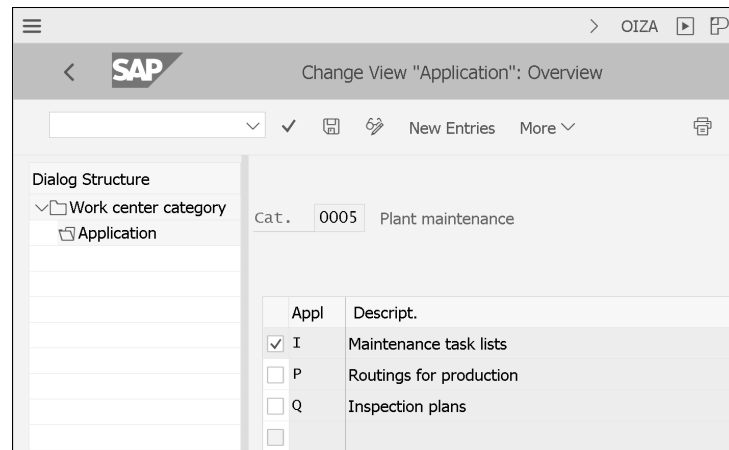 OIZA
SAP
Change View "Application": Overview
New Entries More
Dialog Structure
Work center category
Application
Cat. 0005 Plant maintenance
Appl Descript.
I Maintenance task lists
P Routings for production
Q Inspection plans